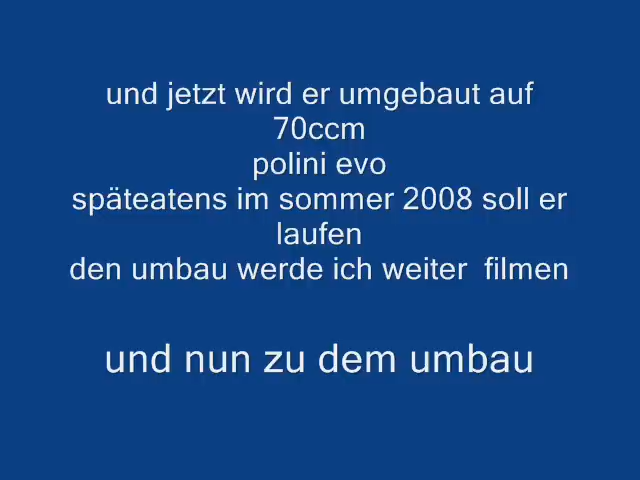 und jetzt wird er umgebaut auf
70ccm
polini evo
späteatens im sommer 2008 soll er
laufen
den umbau werde ich weiter  filmen
und nun zu dem umbau